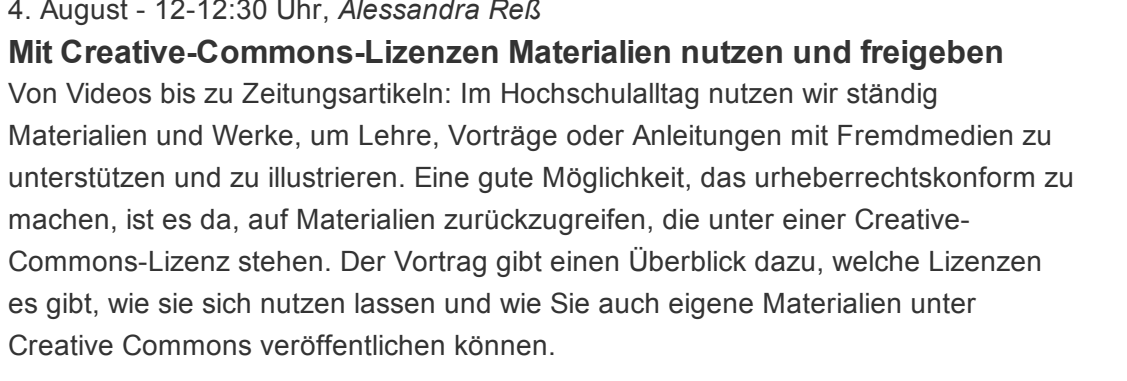 4. August - 12-12:30 Uhr, Alessandra Reß
Mit Creative-Commons-Lizenzen Materialien nutzen und freigeben
Von Videos bis zu Zeitungsartikeln: Im Hochschulalltag nutzen wir ständig
Materialien und Werke, um Lehre, Vorträge oder Anleitungen mit Fremdmedien zu
unterstützen und zu illustrieren. Eine gute Möglichkeit, das urheberrechtskonform zu
machen, ist es da, auf Materialien zurückzugreifen, die unter einer Creative-
Commons-Lizenz stehen. Der Vortrag gibt einen Überblick dazu, welche Lizenzen
es gibt, wie sie sich nutzen lassen und wie Sie auch eigene Materialien unter
Creative Commons veröffentlichen können.